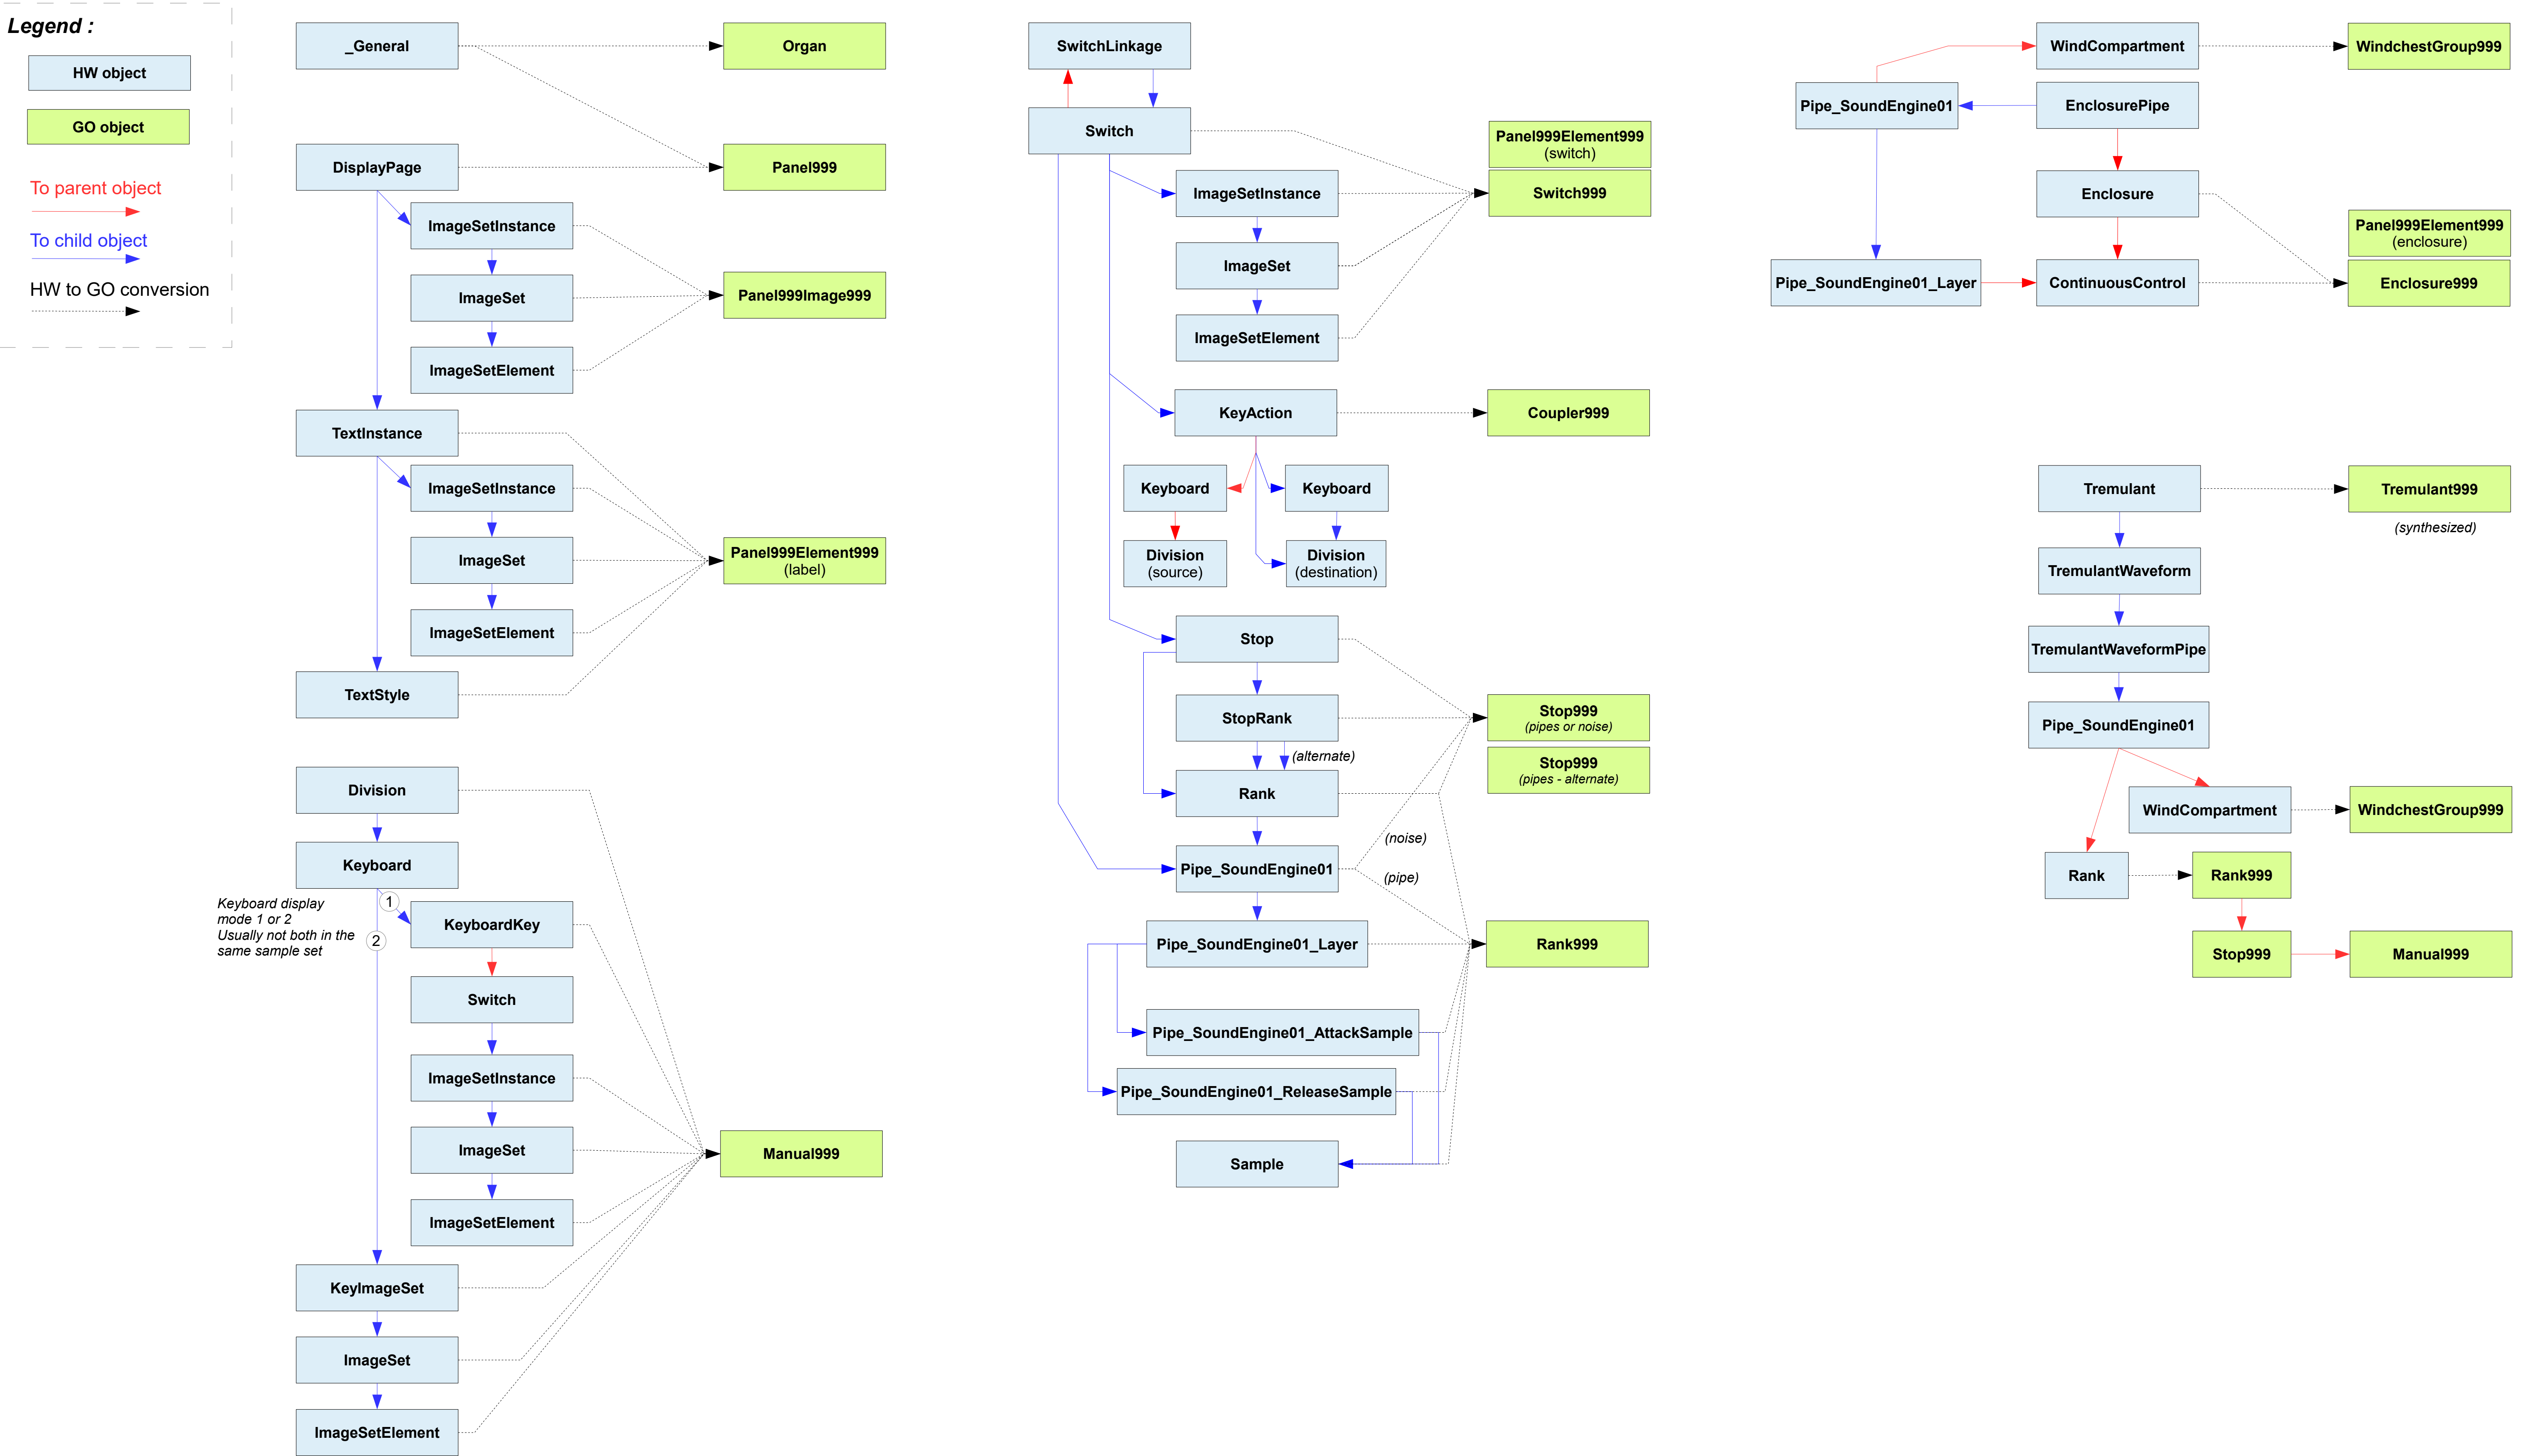 Legend :
HW object
GO object
To parent object
To child object
HW to GO conversion
_General
Organ
DisplayPage
Panel999
ImageSetInstance
ImageSet
Panel999Image999
ImageSetElement
TextInstance
ImageSetInstance
ImageSet
Panel999Element999
(label)
ImageSetElement
TextStyle
Division
Keyboard
1
2
Keyboard display
mode 1 or 2
Usually not both in the
same sample set
KeyboardKey
Switch
ImageSetInstance
ImageSet
Manual999
ImageSetElement
KeyImageSet
ImageSet
ImageSetElement
SwitchLinkage
Switch
Panel999Element999
(switch)
ImageSetInstance
Switch999
ImageSet
ImageSetElement
KeyAction
Coupler999
Keyboard
Keyboard
Division
(source)
Division
(destination)
Stop
StopRank
Stop999
(pipes or noise)
(alternate)
Stop999
(pipes - alternate)
Rank
(noise)
Pipe_SoundEngine01
(pipe)
Pipe_SoundEngine01_Layer
Rank999
Pipe_SoundEngine01_AttackSample
Pipe_SoundEngine01_ReleaseSample
Sample
WindCompartment
WindchestGroup999
Pipe_SoundEngine01
EnclosurePipe
Enclosure
Panel999Element999
(enclosure)
Pipe_SoundEngine01_Layer
ContinuousControl
Enclosure999
Tremulant
Tremulant999
(synthesized)
TremulantWaveform
TremulantWaveformPipe
Pipe_SoundEngine01
WindCompartment
WindchestGroup999
Rank
Rank999
Stop999
Manual999